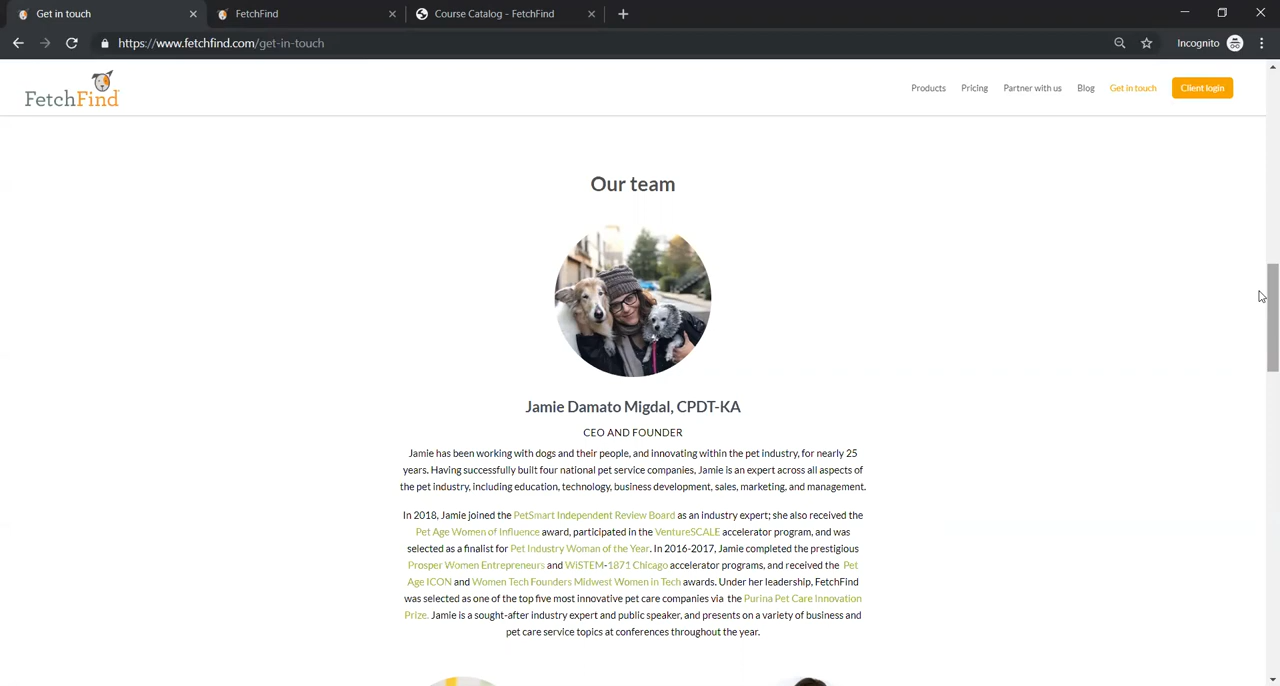 Get in touch
FetchFind
Course Catalog - FetchFind
https://www.fetchfind.com/get-in-touch
Incognito
FetchFind
Products
Pricing
Partner with us
Blog
Get in touch
Client login
Our team
Jamie Damato Migdal, CPDT-KA
CEO AND FOUNDER
Jamie has been working with dogs and their people, and innovating within the pet industry, for nearly 25
years. Having successfully built four national pet service companies, Jamie is an expert across all aspects of
the pet industry, including education, technology, business development, sales, marketing, and management.
In 2018, Jamie joined the PetSmart Independent Review Board as an industry expert; she also received the
Pet Age Women of Influence award, participated in the VentureSCALE accelerator program, and was
selected as a finalist for Pet Industry Woman of the Year. In 2016-2017, Jamie completed the prestigious
Prosper Women Entrepreneurs and WiSTEM-1871 Chicago accelerator programs, and received the Pet
Age ICON and Women Tech Founders Midwest Women in Tech awards. Under her leadership, FetchFind
was selected as one of the top five most innovative pet care companies via the Purina Pet Care Innovation
Prize. Jamie is a sought-after industry expert and public speaker, and presents on a variety of business and
pet care service topics at conferences throughout the year.